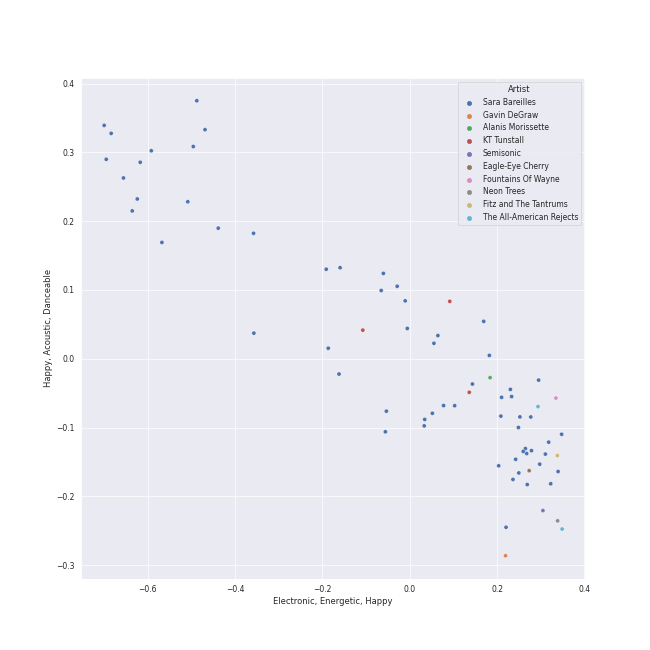 0.4
0.3
0.2
0.1
0.0
−0.1
−0.2
−0.3
Happy, Acoustic, Danceable
Artist
Sara Bareilles
Gavin DeGraw
Alanis Morissette
KT Tunstall
Semisonic
Eagle-Eye Cherry
Fountains Of Wayne
Neon Trees
Fitz and The Tantrums
The All-American Rejects
−0.6 −0.4 −0.2 0.0 0.2 0.4
Electronic, Energetic, Happy